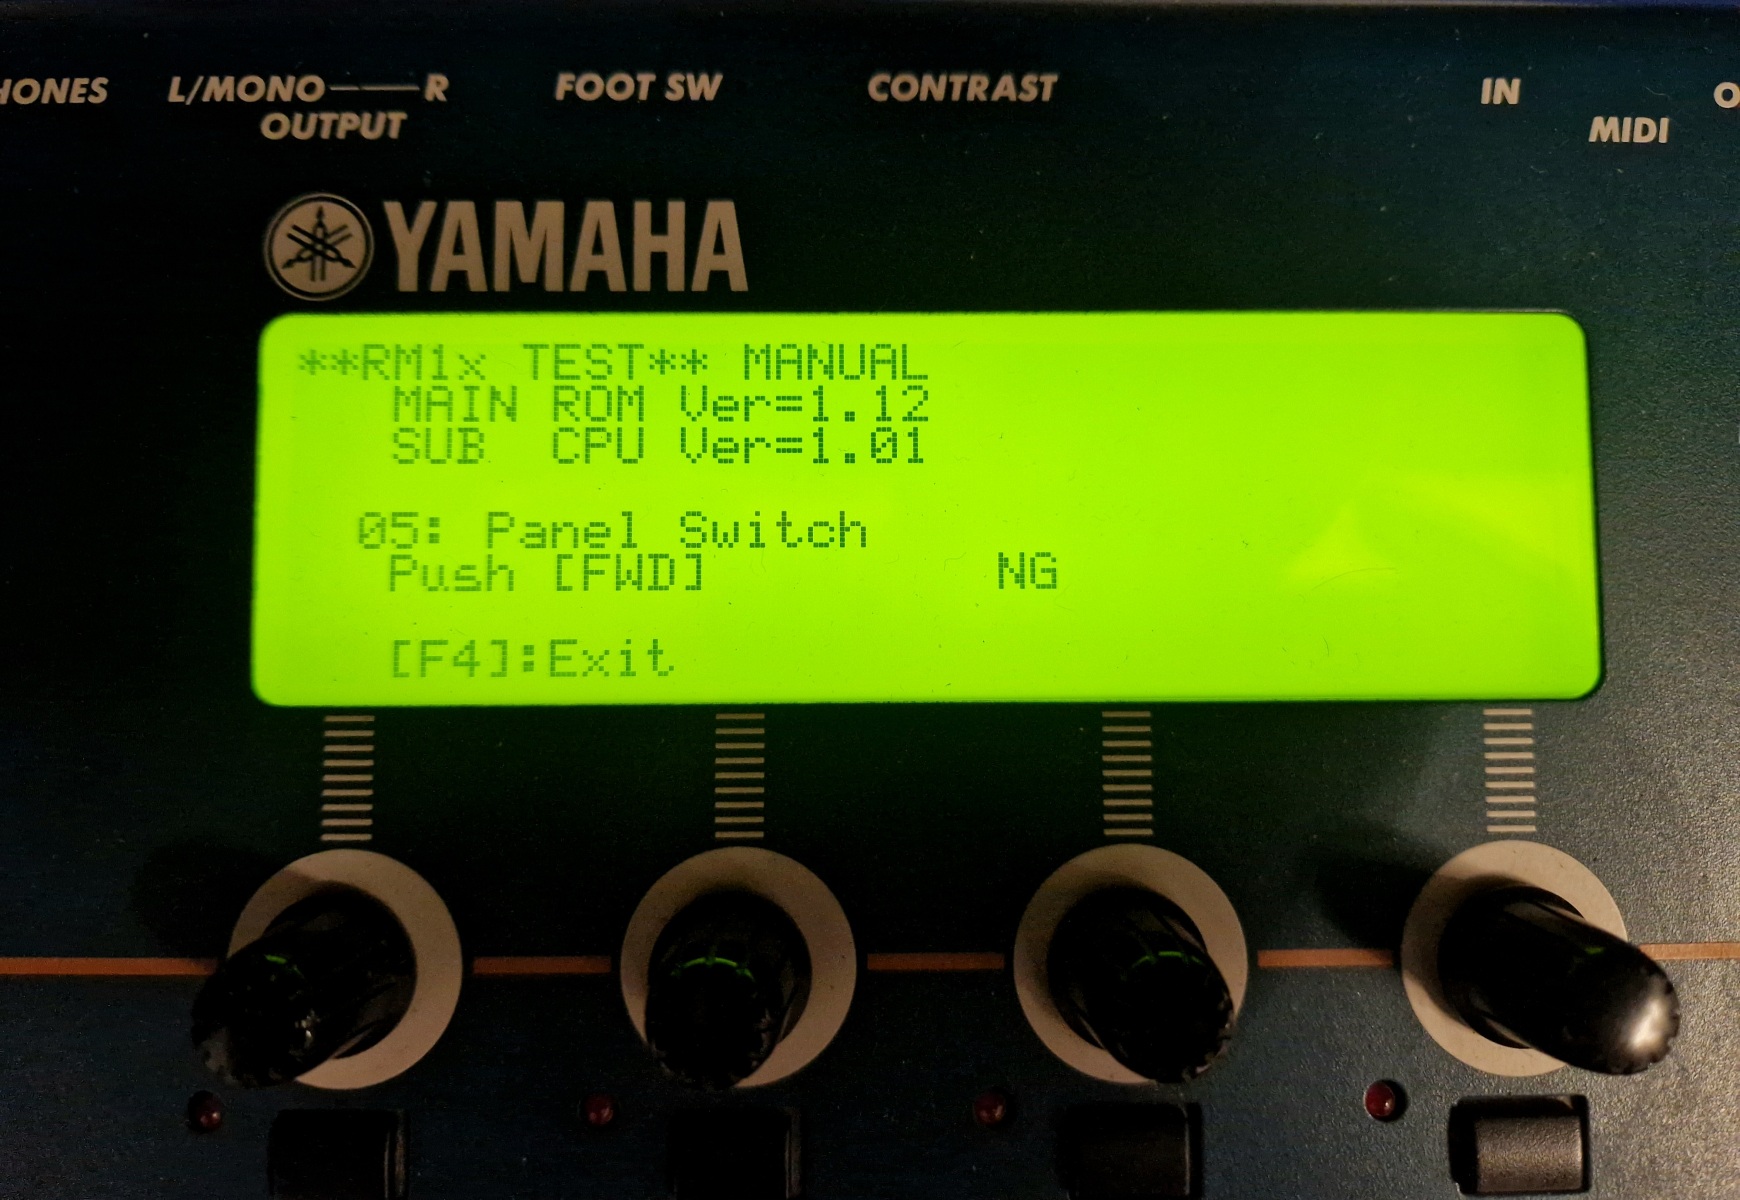 HONES L/MONO R FOOT SW CONTRAST IN
OUTPUT MIDI
YAMAHA
**RM1x TEST** MANUAL
MAIN ROM Ver=1.12
SUB CPU Ver=1.01
05: Panel Switch
Push [FWD] NG
[F4]:Exit